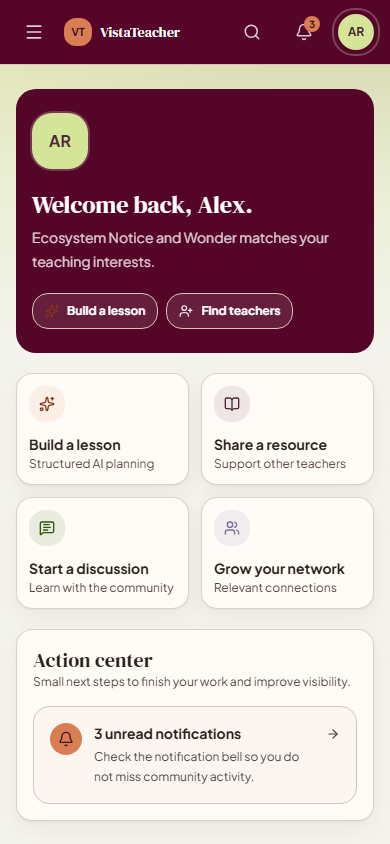 VT VistaTeacher 3 AR
AR
Welcome back, Alex.
Ecosystem Notice and Wonder matches your
teaching interests.
Build a lesson Find teachers
Build a lesson
Structured AI planning
Share a resource
Support other teachers
Start a discussion
Learn with the community
Grow your network
Relevant connections
Action center
Small next steps to finish your work and improve visibility.
3 unread notifications
Check the notification bell so you do
not miss community activity.